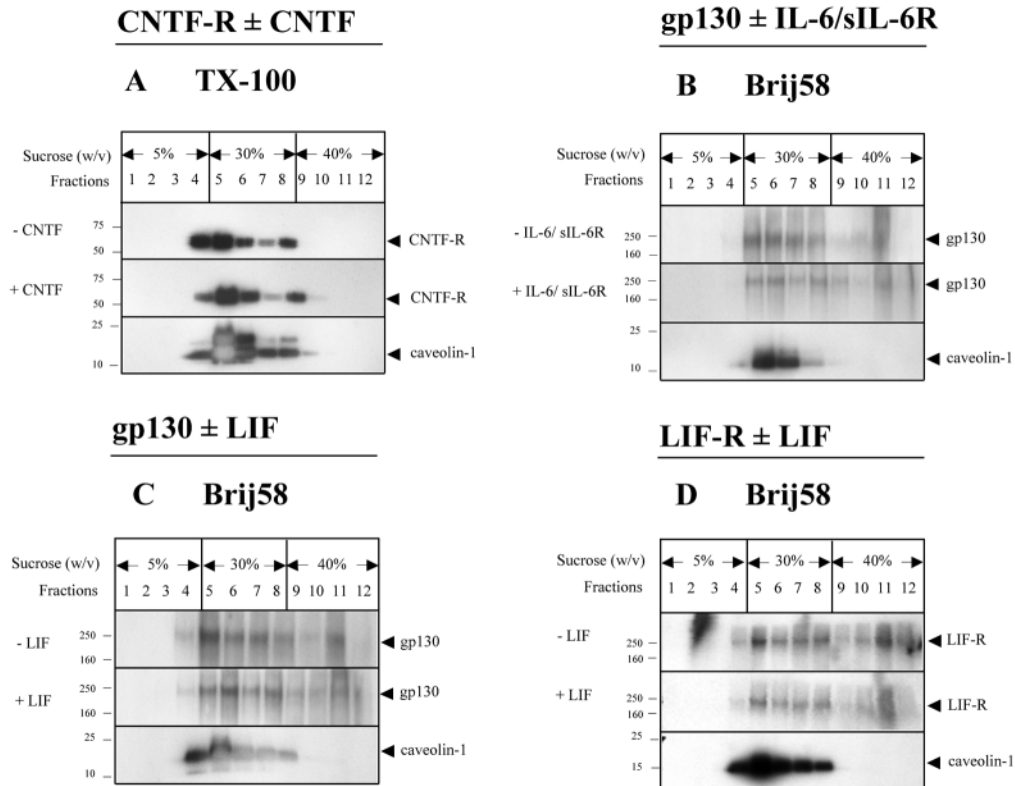 CNTF-R ± CNTF
A TX-100
Sucrose (w/v) 5% 30% 40%
Fractions 1 2 3 4 5 6 7 8 9 10 11 12
- CNTF 75 50 CNTF-R
+ CNTF 75 50 CNTF-R
25 10 caveolin-1
gp130 ± IL-6/sIL-6R
B Brij58
Sucrose (w/v) 5% 30% 40%
Fractions 1 2 3 4 5 6 7 8 9 10 11 12
- IL-6/ sIL-6R 250 160 gp130
+ IL-6/ sIL-6R 250 160 gp130
25 10 caveolin-1
gp130 ± LIF
C Brij58
Sucrose (w/v) 5% 30% 40%
Fractions 1 2 3 4 5 6 7 8 9 10 11 12
- LIF 250 160 gp130
+ LIF 250 160 gp130
25 10 caveolin-1
LIF-R ± LIF
D Brij58
Sucrose (w/v) 5% 30% 40%
Fractions 1 2 3 4 5 6 7 8 9 10 11 12
- LIF 250 160 LIF-R
+ LIF 250 160 LIF-R
25 15 caveolin-1